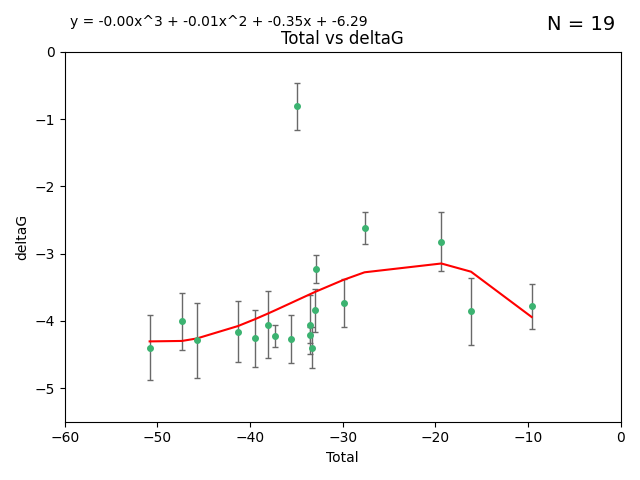 y = -0.00x^3 + -0.01x^2 + -0.35x + -6.29
N = 19
Total vs deltaG
0
−1
−2
−3
−4
−5
deltaG
−60 −50 −40 −30 −20 −10 0
Total